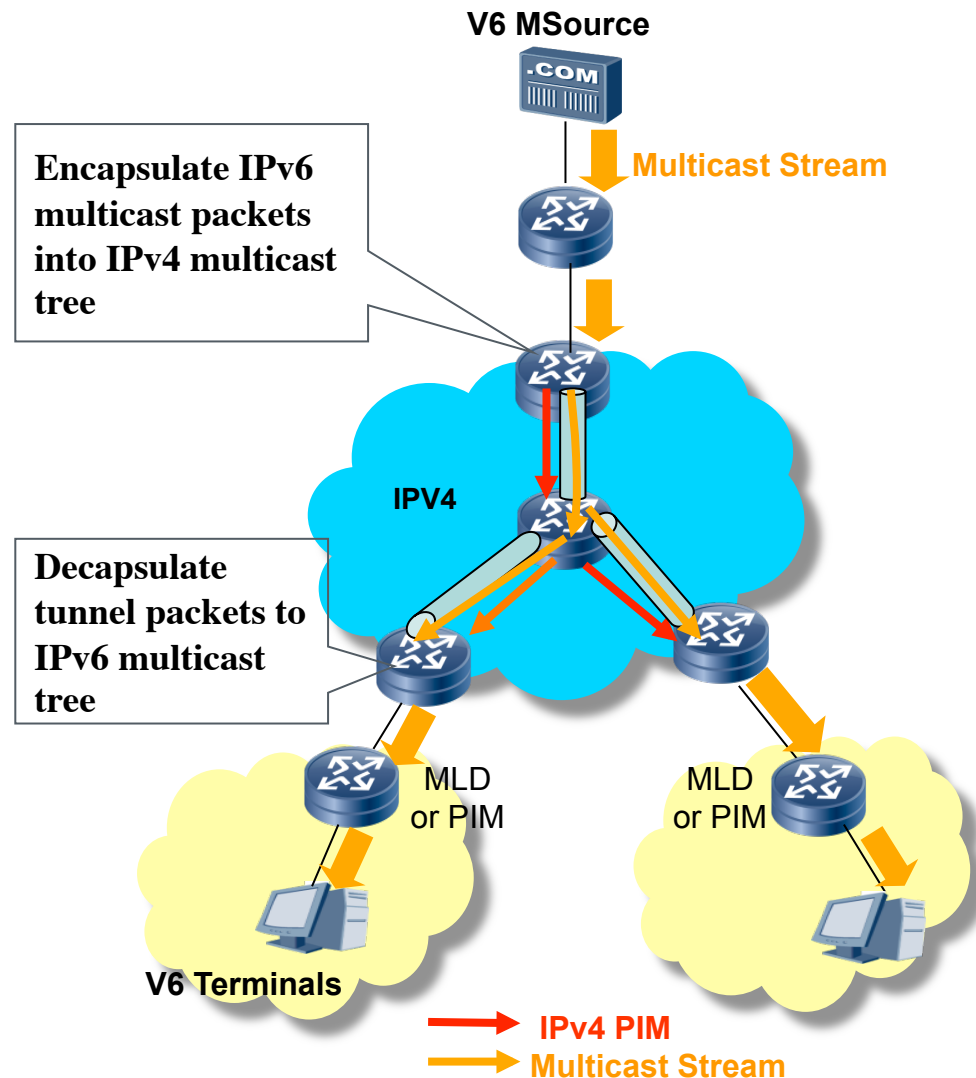 V6 MSource
.COM
Multicast Stream
Encapsulate IPv6
multicast packets
into IPv4 multicast
tree
IPV4
Decapsulate
tunnel packets to
IPv6 multicast
tree
MLD
or PIM
MLD
or PIM
V6 Terminals
IPv4 PIM
Multicast Stream